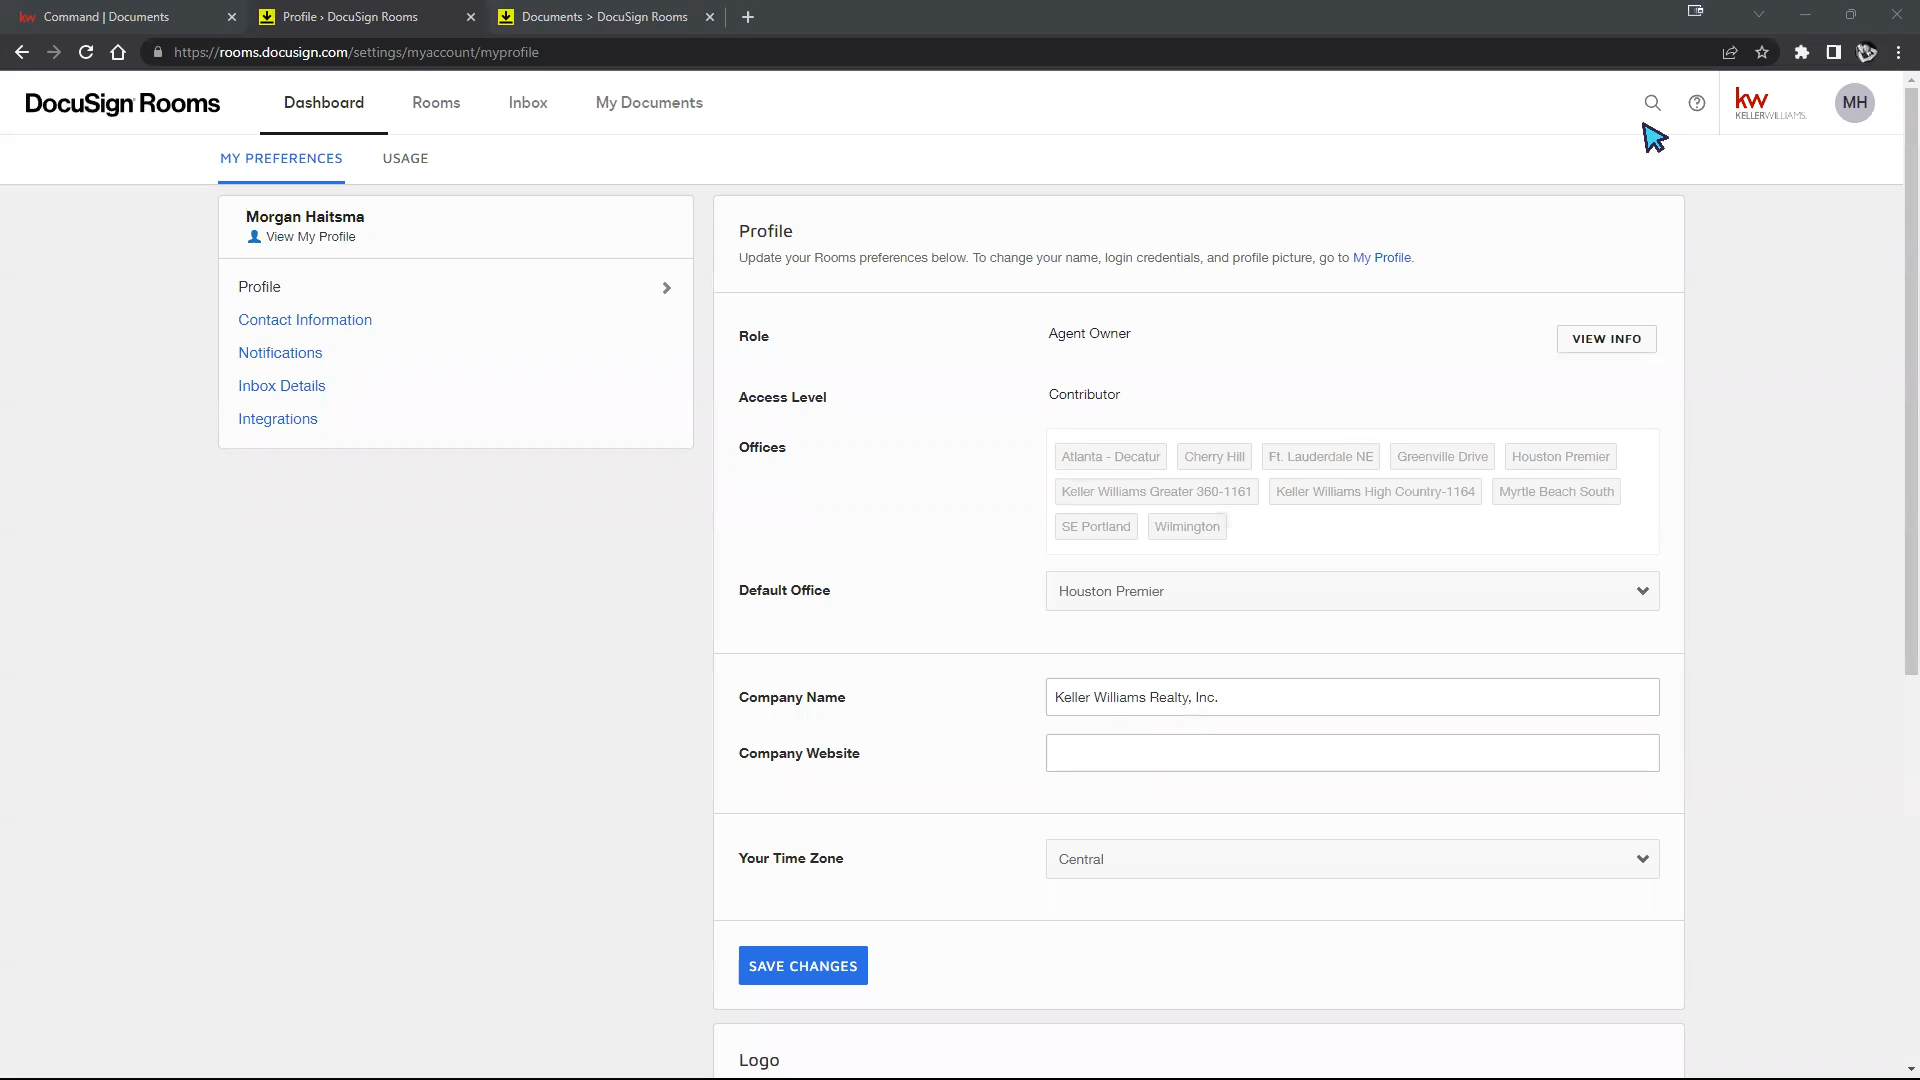 kw Command | Documents
Profile › DocuSign Rooms
Documents > DocuSign Rooms
https://rooms.docusign.com/settings/myaccount/myprofile
DocuSign Rooms
Dashboard
Rooms
Inbox
My Documents
kw
KELLERWILLIAMS.
MH
MY PREFERENCES
USAGE
Morgan Haitsma
View My Profile
Profile
Contact Information
Notifications
Inbox Details
Integrations
Profile
Update your Rooms preferences below. To change your name, login credentials, and profile picture, go to My Profile.
Role
Agent Owner
VIEW INFO
Access Level
Contributor
Offices
Atlanta - Decatur
Cherry Hill
Ft. Lauderdale NE
Greenville Drive
Houston Premier
Keller Williams Greater 360-1161
Keller Williams High Country-1164
Myrtle Beach South
SE Portland
Wilmington
Default Office
Houston Premier
Company Name
Keller Williams Realty, Inc.
Company Website
Your Time Zone
Central
SAVE CHANGES
Logo